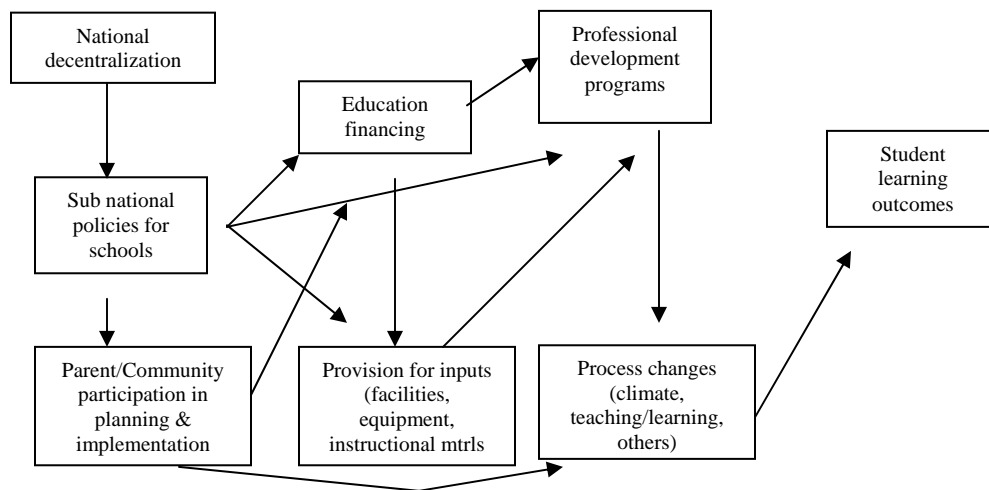 National
decentralization
Professional
development
programs
Education
financing
Student
learning
outcomes
Sub national
policies for
schools
Parent/Community
participation in
planning &
implementation
Provision for inputs
(facilities,
equipment,
instructional mtrls
Process changes
(climate,
teaching/learning,
others)